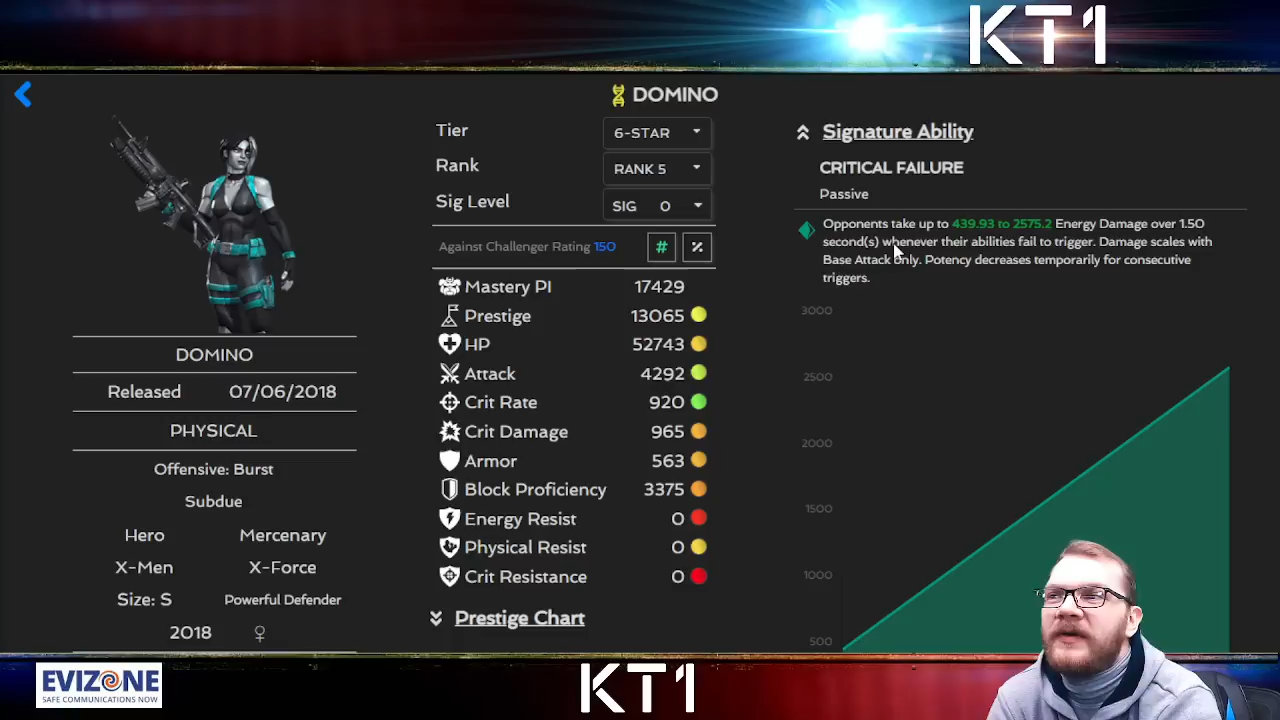 KT1
DOMINO
Tier 6-STAR
Rank RANK 5
Sig Level SIG 0
Against Challenger Rating 150 # %
Mastery PI 17429
Prestige 13065
HP 52743
Attack 4292
Crit Rate 920
Crit Damage 965
Armor 563
Block Proficiency 3375
Energy Resist 0
Physical Resist 0
Crit Resistance 0
Prestige Chart
DOMINO
Released 07/06/2018
PHYSICAL
Offensive: Burst
Subdue
Hero Mercenary
X-Men X-Force
Size: S Powerful Defender
2018 ♀
Signature Ability
CRITICAL FAILURE
Passive
Opponents take up to 439.93 to 2575.2 Energy Damage over 1.50
second(s) whenever their abilities fail to trigger. Damage scales with
Base Attack Only. Potency decreases temporarily for consecutive
triggers.
3000
2500
2000
1500
1000
500
EVIZONE
SAFE COMMUNICATIONS NOW
KT1